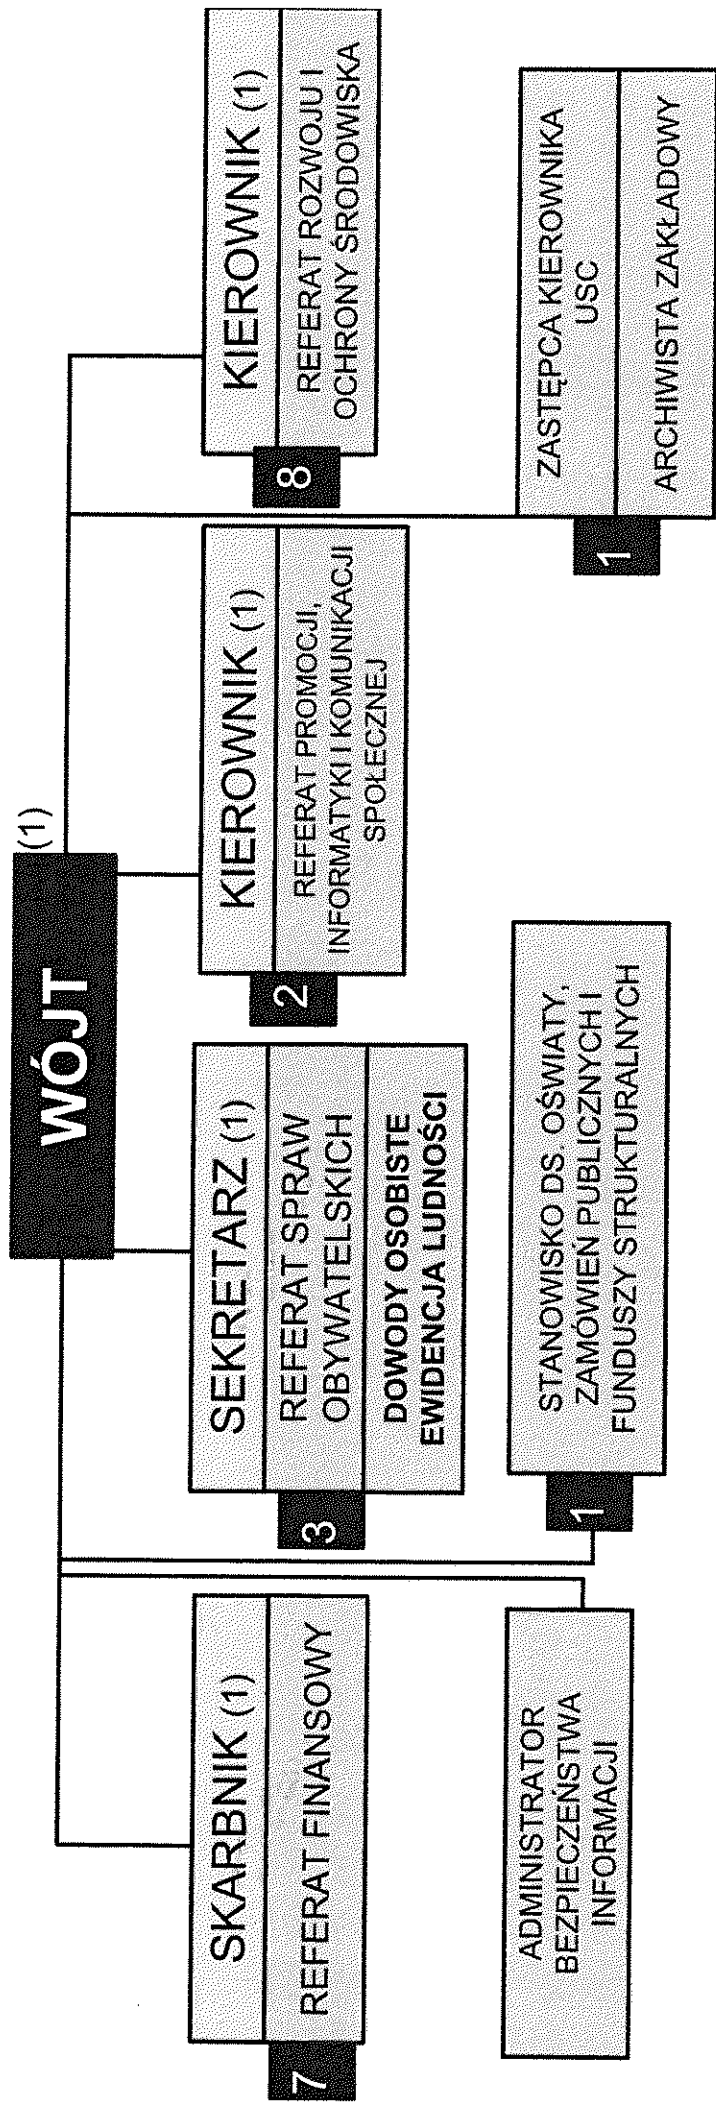 WÓJT
(1)
SKARBNIK (1)
REFERAT FINANSOWY
7
SEKRETARZ (1)
REFERAT SPRAW
OBYWATELSKICH
DOWODY OSOBISTE
EWIDENCJA LUDNOŚCI
3
KIEROWNIK (1)
REFERAT PROMOCJI,
INFORMATYKI I KOMUNIKACJI
SPOŁECZNEJ
2
KIEROWNIK (1)
REFERAT ROZWOJU I
OCHRONY ŚRODOWISKA
8
ADMINISTRATOR
BEZPIECZEŃSTWA
INFORMACJI
STANOWISKO DS. OŚWIATY,
ZAMÓWIEŃ PUBLICZNYCH I
FUNDUSZY STRUKTURALNYCH
1
ZASTĘPCA KIEROWNIKA
USC
ARCHIWISTA ZAKŁADOWY
1